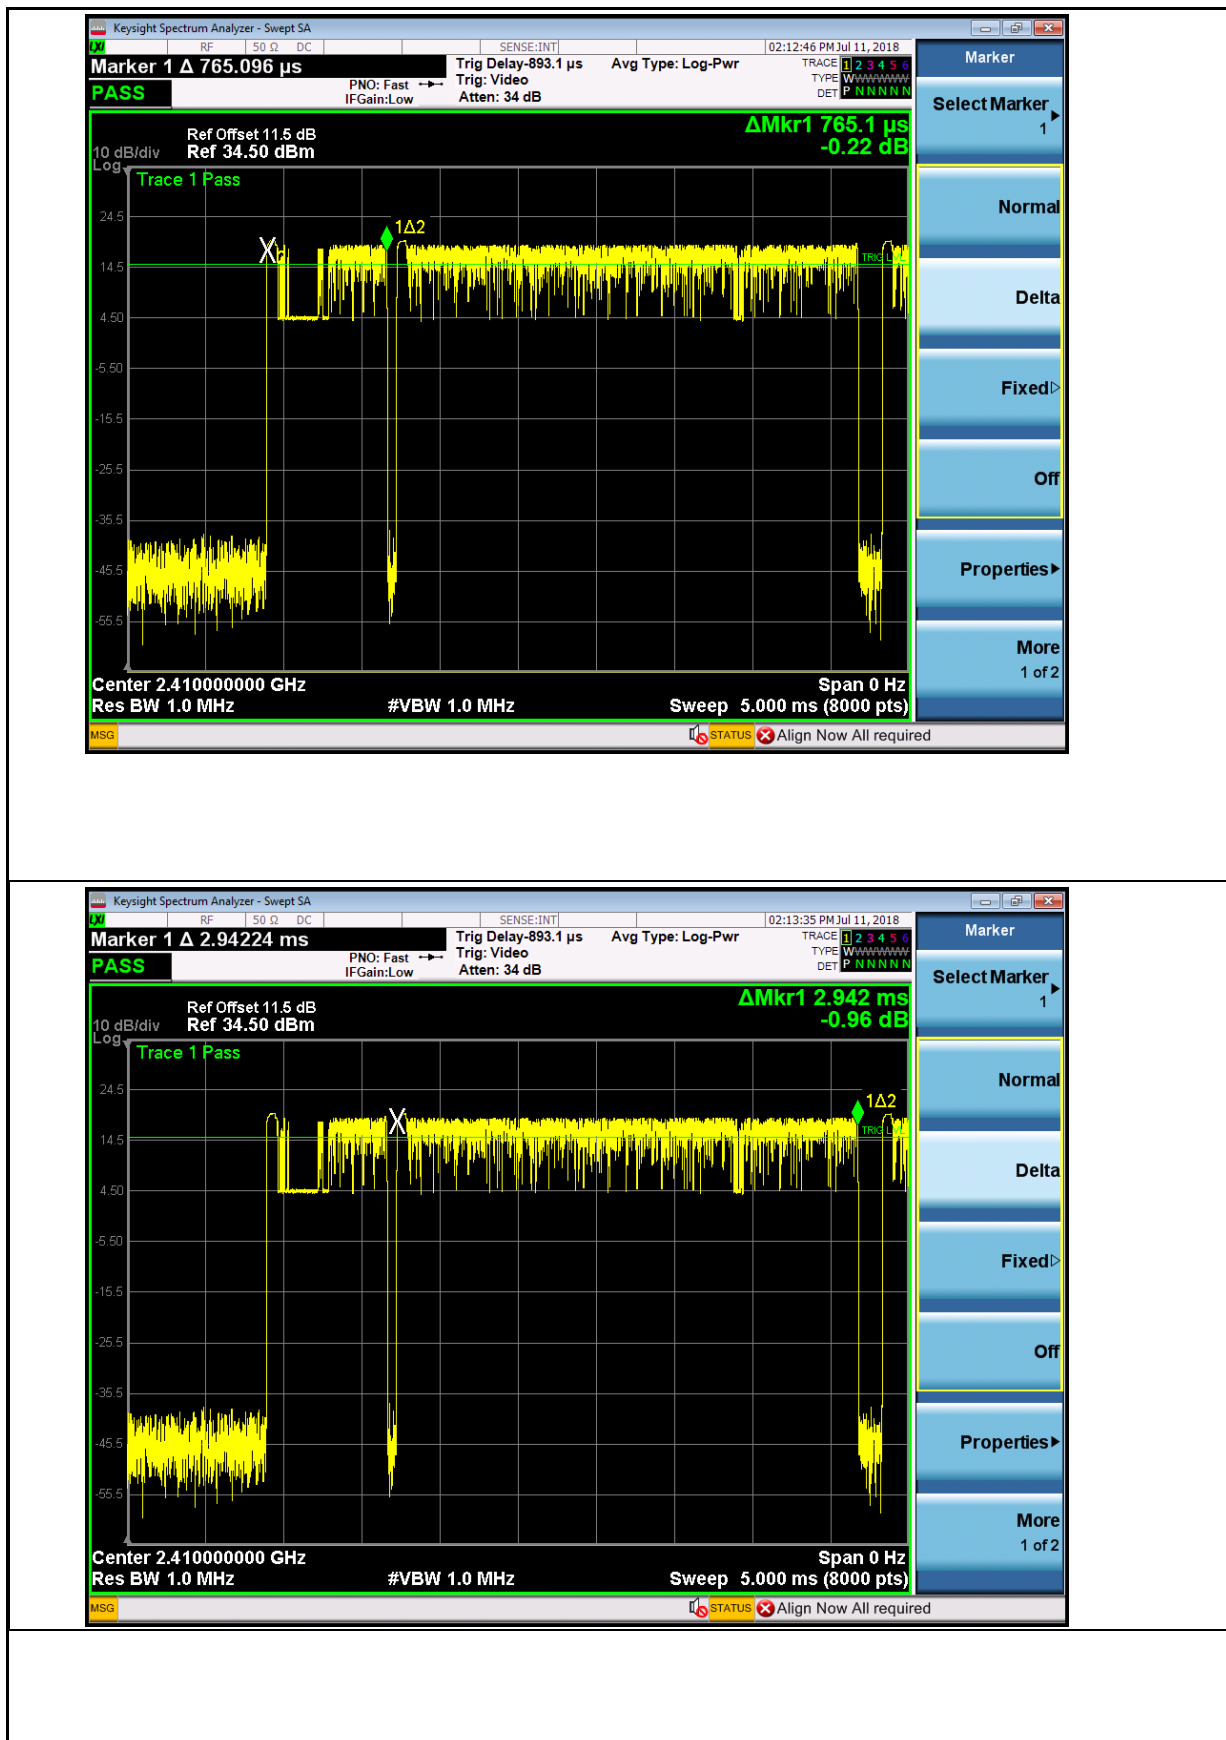 Keysight Spectrum Analyzer - Swept SA
LXI RF 50 Ω DC SENSE:INT 02:12:46 PM Jul 11, 2018
Marker 1 Δ 765.096 µs
Trig Delay-893.1 µs Avg Type: Log-Pwr TRACE 1 2 3 4 5 6
PASS
PNO: Fast Trig: Video TYPE WWWWWWW
IFGain:Low Atten: 34 dB DET P N N N N N
ΔMkr1 765.1 µs
-0.22 dB
Ref Offset 11.5 dB
10 dB/div Ref 34.50 dBm
Log
Trace 1 Pass
24.5
1Δ2
14.5
TRIG LVL
4.50
-5.50
-15.5
-25.5
-35.5
-45.5
-55.5
Center 2.410000000 GHz Span 0 Hz
Res BW 1.0 MHz #VBW 1.0 MHz Sweep 5.000 ms (8000 pts)
MSG STATUS Align Now All required
Marker
Select Marker
1
Normal
Delta
Fixed
Off
Properties
More
1 of 2
Keysight Spectrum Analyzer - Swept SA
LXI RF 50 Ω DC SENSE:INT 02:13:35 PM Jul 11, 2018
Marker 1 Δ 2.94224 ms
Trig Delay-893.1 µs Avg Type: Log-Pwr TRACE 1 2 3 4 5 6
PASS
PNO: Fast Trig: Video TYPE WWWWWWW
IFGain:Low Atten: 34 dB DET P N N N N N
ΔMkr1 2.942 ms
-0.96 dB
Ref Offset 11.5 dB
10 dB/div Ref 34.50 dBm
Log
Trace 1 Pass
24.5
1Δ2
14.5
TRIG LVL
4.50
-5.50
-15.5
-25.5
-35.5
-45.5
-55.5
Center 2.410000000 GHz Span 0 Hz
Res BW 1.0 MHz #VBW 1.0 MHz Sweep 5.000 ms (8000 pts)
MSG STATUS Align Now All required
Marker
Select Marker
1
Normal
Delta
Fixed
Off
Properties
More
1 of 2